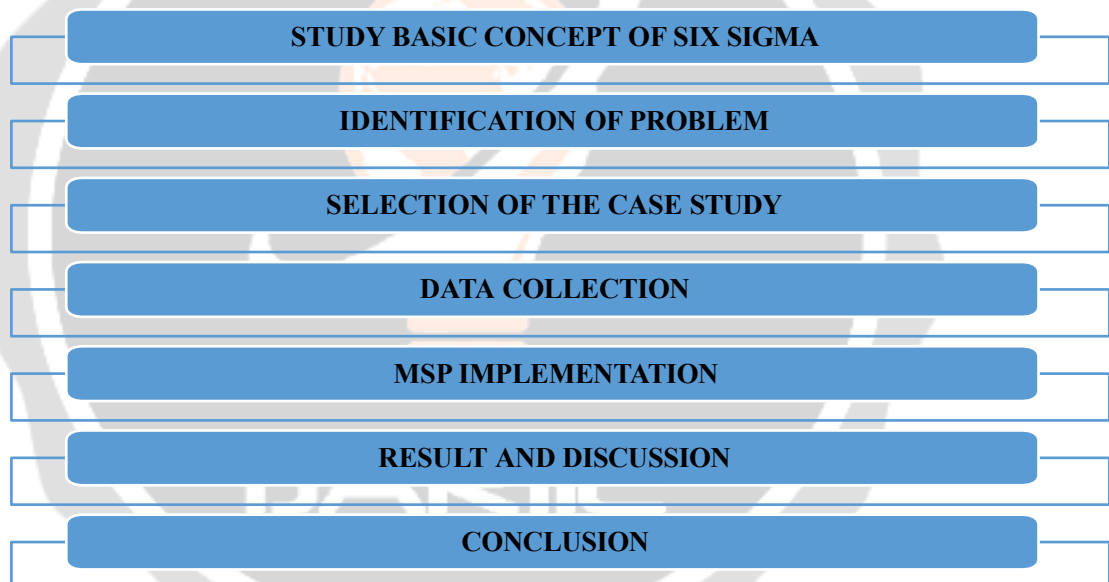 STUDY BASIC CONCEPT OF SIX SIGMA
IDENTIFICATION OF PROBLEM
SELECTION OF THE CASE STUDY
DATA COLLECTION
MSP IMPLEMENTATION
RESULT AND DISCUSSION
CONCLUSION